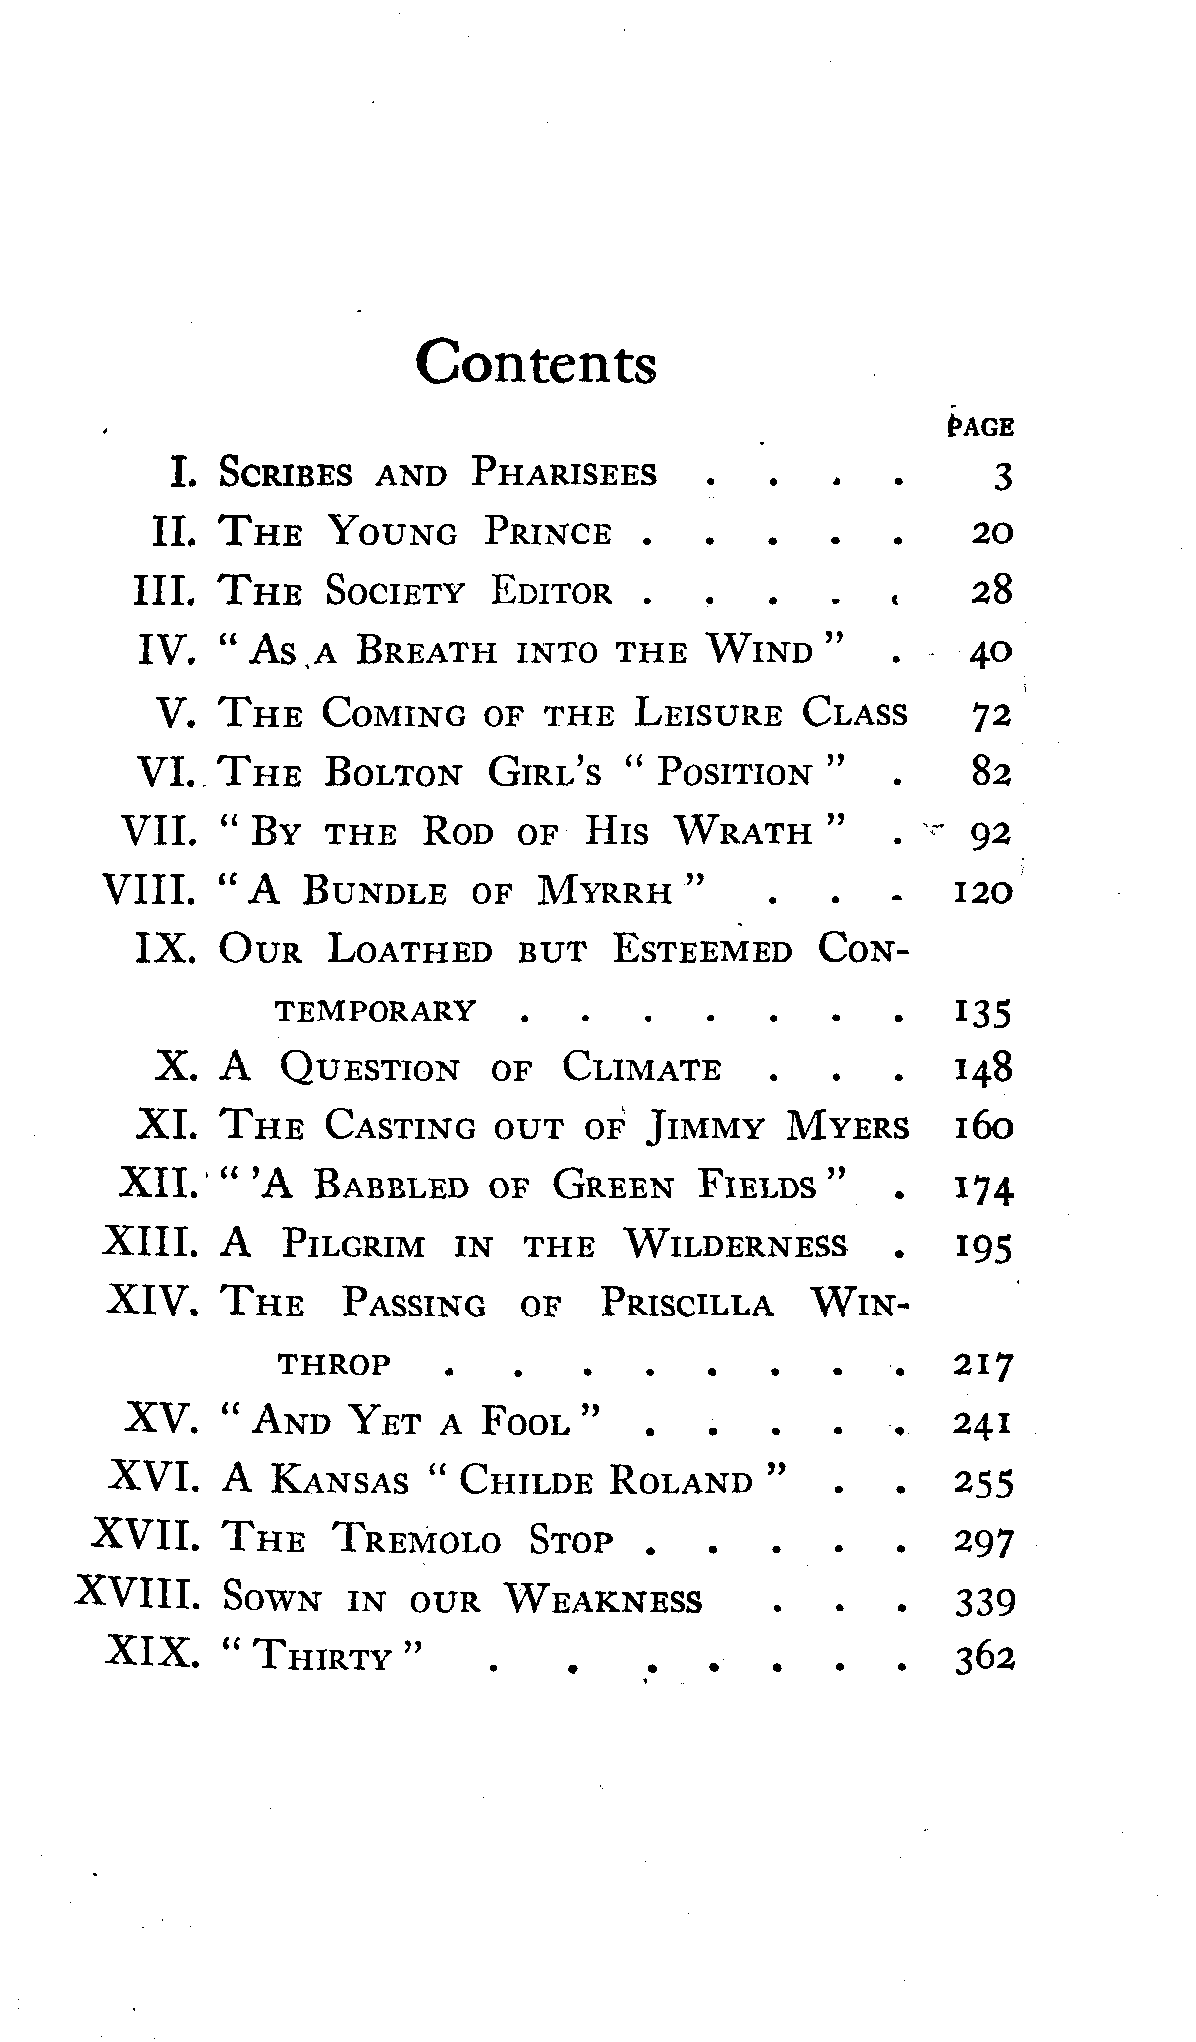 Contents
PAGE
I. Scribes and Pharisees . . . . 3
II. The Young Prince . . . . . 20
III. The Society Editor . . . . . 28
IV. “ As a Breath into the Wind ” . 40
V. The Coming of the Leisure Class 72
VI. The Bolton Girl’s “ Position ” . 82
VII. “ By the Rod of His Wrath ” . 92
VIII. “ A Bundle of Myrrh ” . . . 120
IX. Our Loathed but Esteemed Con-
temporary . . . . . . . 135
X. A Question of Climate . . . 148
XI. The Casting out of Jimmy Myers 160
XII. “ ’A Babbled of Green Fields ” . 174
XIII. A Pilgrim in the Wilderness . 195
XIV. The Passing of Priscilla Win-
throp . . . . . . . . 217
XV. “ And Yet a Fool ” . . . . . 241
XVI. A Kansas “ Childe Roland ” . . 255
XVII. The Tremolo Stop . . . . . 297
XVIII. Sown in our Weakness . . . 339
XIX. “ Thirty ” . . . . . . . 362